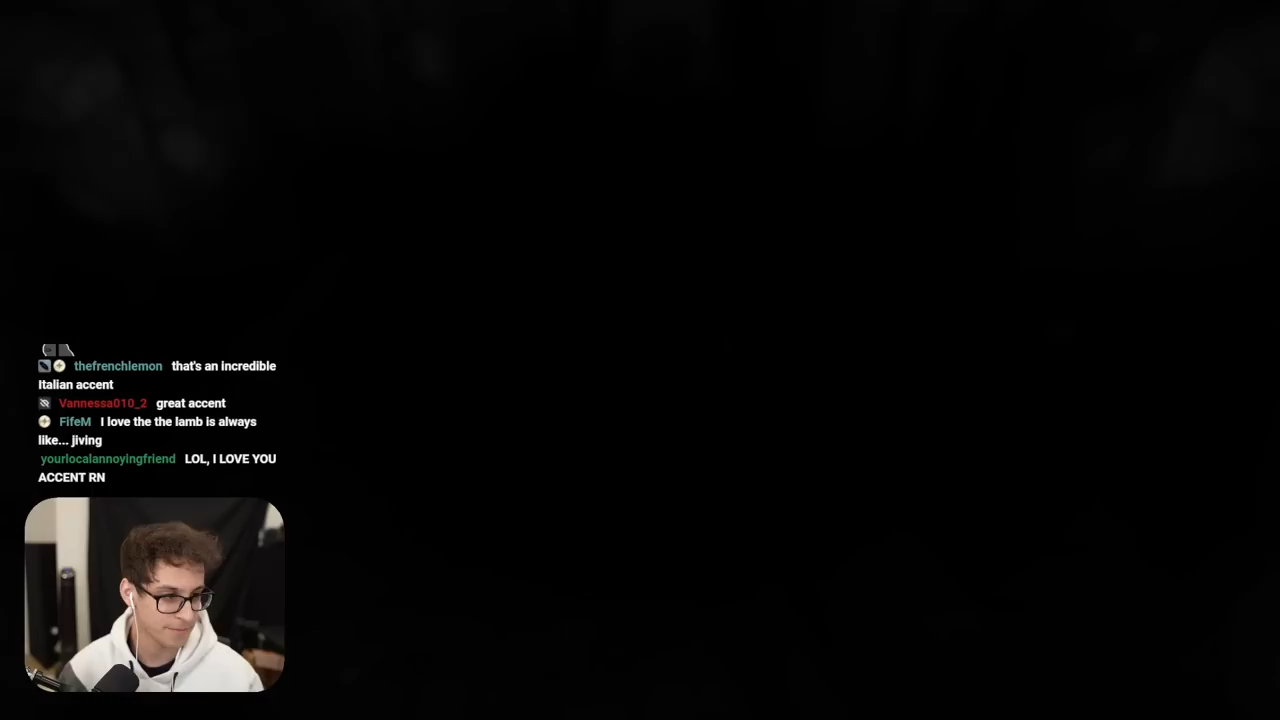 thefrenchlemon that's an incredible
Italian accent
Vannessa010_2 great accent
FifeM I love the the lamb is always
like... jiving
yourlocalannoyingfriend LOL, I LOVE YOU
ACCENT RN